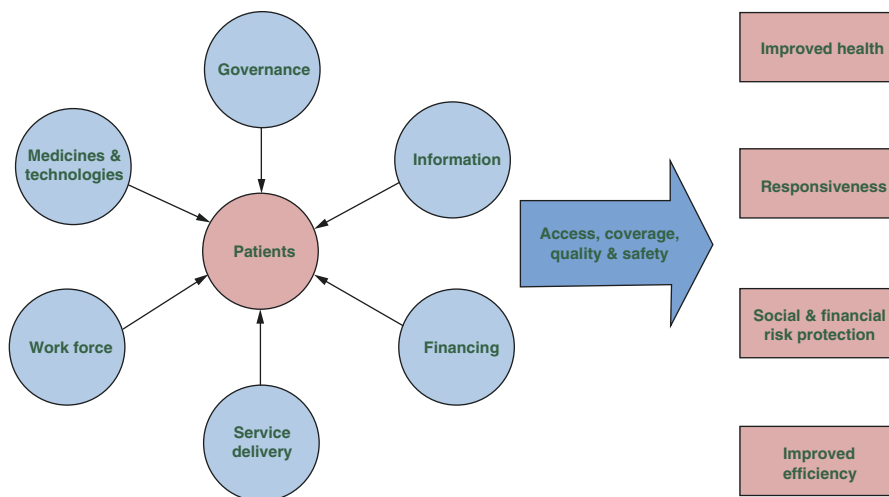 Governance
Medicines &
technologies
Information
Patients
Work force
Financing
Service
delivery
Access, coverage,
quality & safety
Improved health
Responsiveness
Social & financial
risk protection
Improved
efficiency